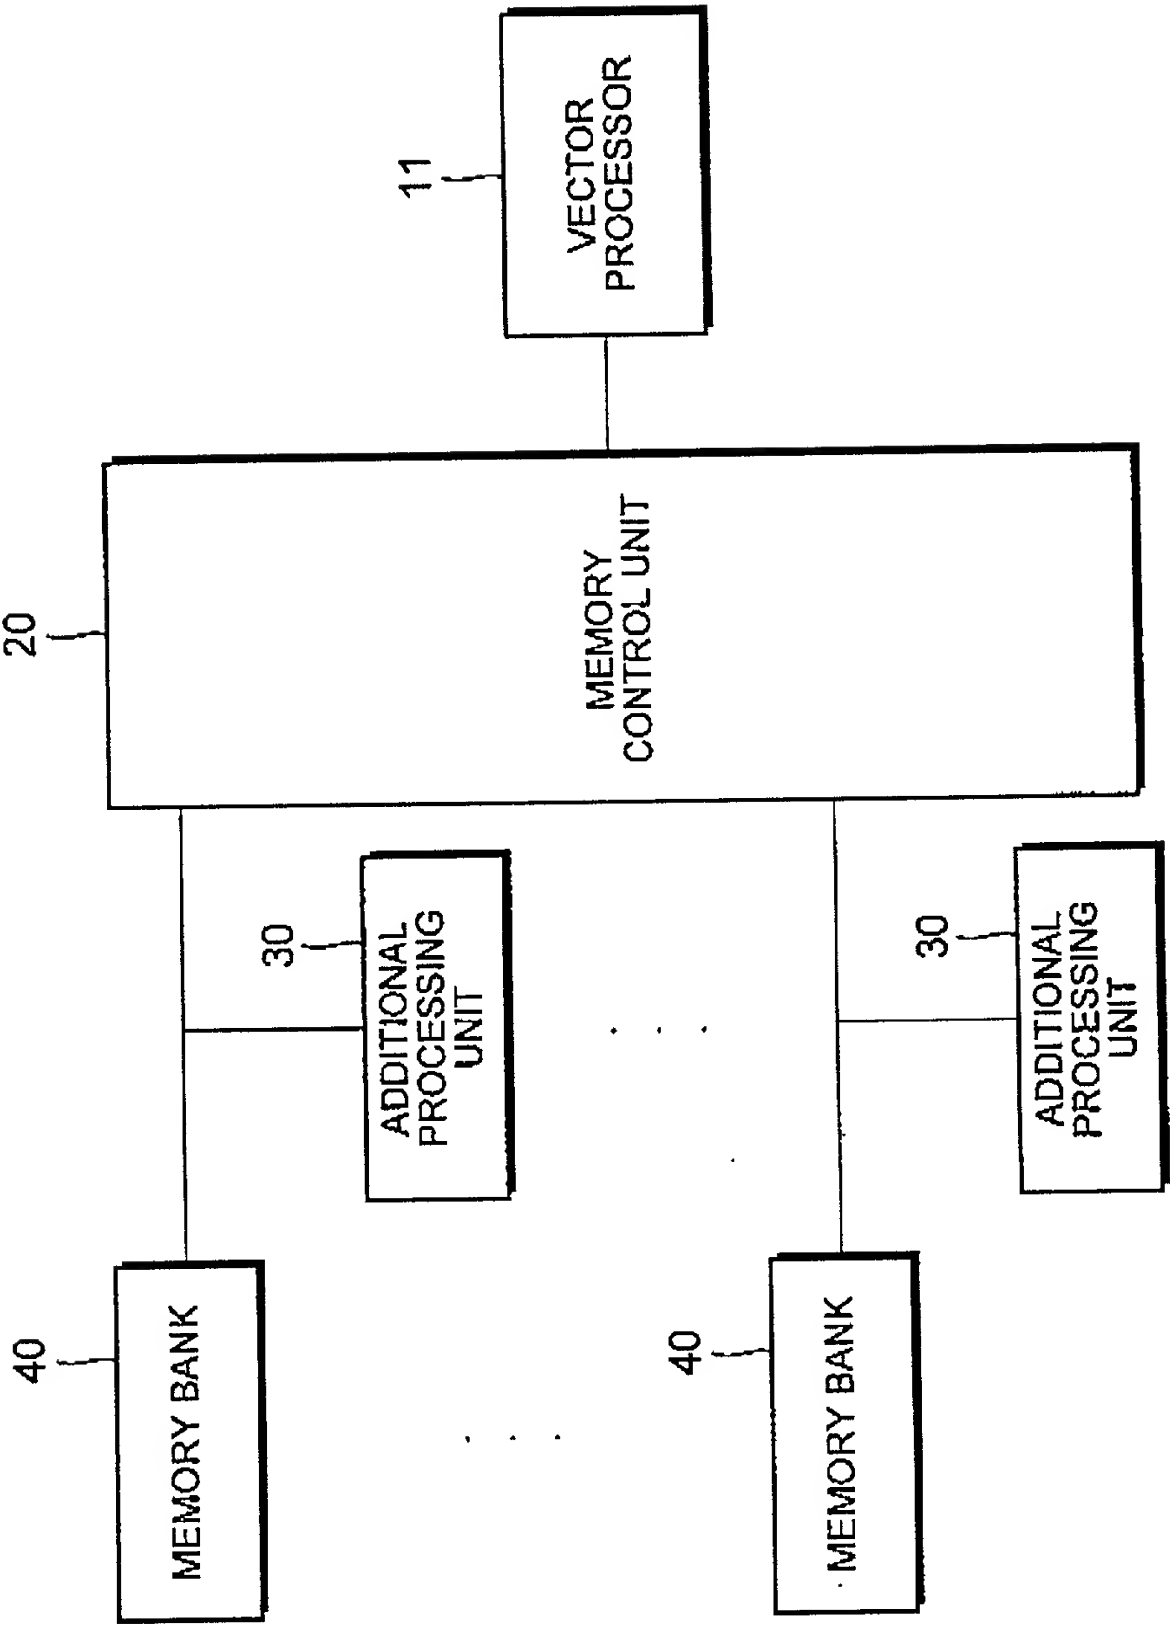 11
VECTOR
PROCESSOR
20
MEMORY
CONTROL UNIT
30
ADDITIONAL
PROCESSING
UNIT
30
ADDITIONAL
PROCESSING
UNIT
40
MEMORY BANK
40
MEMORY BANK